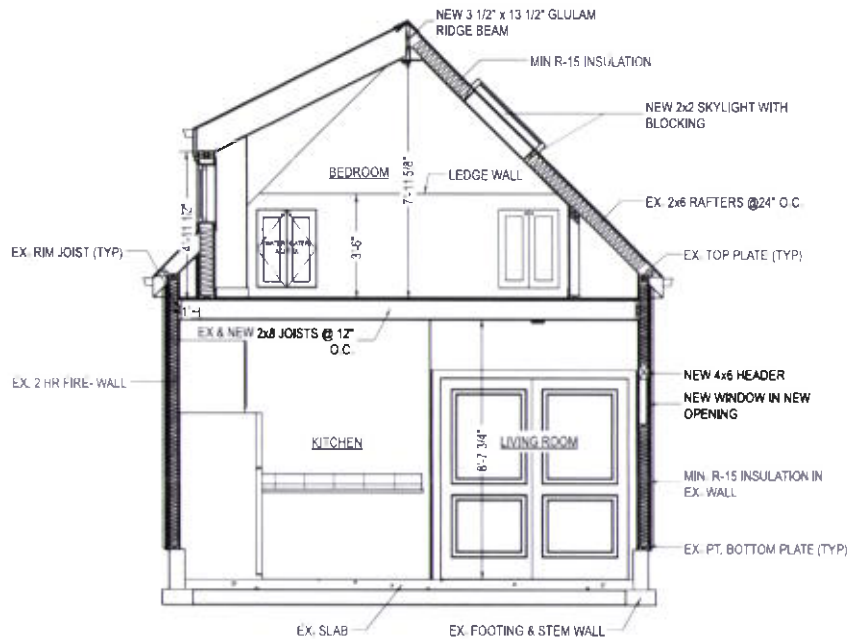 NEW 3 1/2" x 13 1/2" GLULAM
RIDGE BEAM
MIN R-15 INSULATION
NEW 2x2 SKYLIGHT WITH
BLOCKING
BEDROOM
7'-11 5/8"
LEDGE WALL
4'-11 1/2"
3'-6"
EX. 2x6 RAFTERS @24" O.C.
EX. RIM JOIST (TYP)
EX. TOP PLATE (TYP)
1'
EX & NEW 2x8 JOISTS @ 12"
O.C.
EX. 2 HR FIRE- WALL
NEW 4x6 HEADER
NEW WINDOW IN NEW
OPENING
KITCHEN
LIVING ROOM
MIN. R-15 INSULATION IN
EX. WALL
EX. PT. BOTTOM PLATE (TYP)
EX. SLAB
EX. FOOTING & STEM WALL